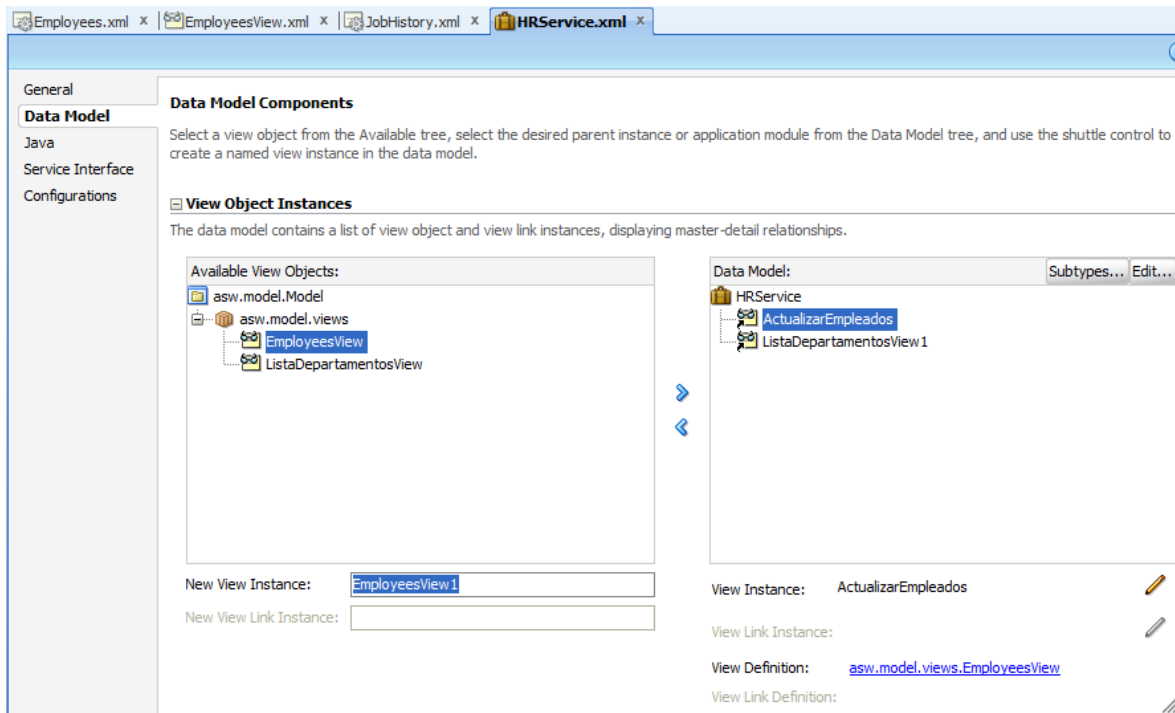 Employees.xml x EmployeesView.xml x JobHistory.xml x HRService.xml x
General
Data Model
Java
Service Interface
Configurations
Data Model Components
Select a view object from the Available tree, select the desired parent instance or application module from the Data Model tree, and use the shuttle control to
create a named view instance in the data model.
View Object Instances
The data model contains a list of view object and view link instances, displaying master-detail relationships.
Available View Objects:
asw.model.Model
asw.model.views
EmployeesView
ListaDepartamentosView
New View Instance: EmployeesView1
New View Link Instance:
Data Model: Subtypes... Edit...
HRService
ActualizarEmpleados
ListaDepartamentosView1
View Instance: ActualizarEmpleados
View Link Instance:
View Definition: asw.model.views.EmployeesView
View Link Definition: